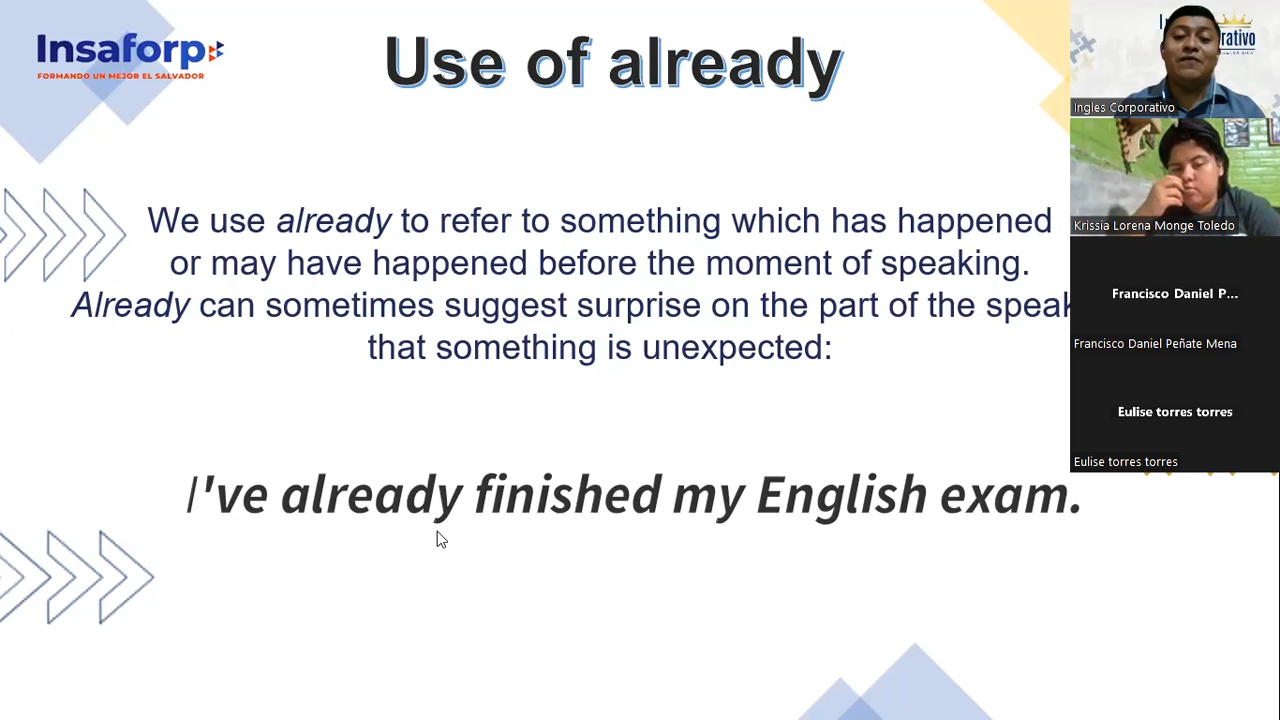 Insaforp
FORMANDO UN MEJOR EL SALVADOR
Use of already
We use already to refer to something which has happened
or may have happened before the moment of speaking.
Already can sometimes suggest surprise on the part of the speak
that something is unexpected:
I've already finished my English exam.
Ingles Corporativo
Krissia Lorena Monge Toledo
Francisco Daniel P...
Francisco Daniel Peñate Mena
Eulise torres torres
Eulise torres torres